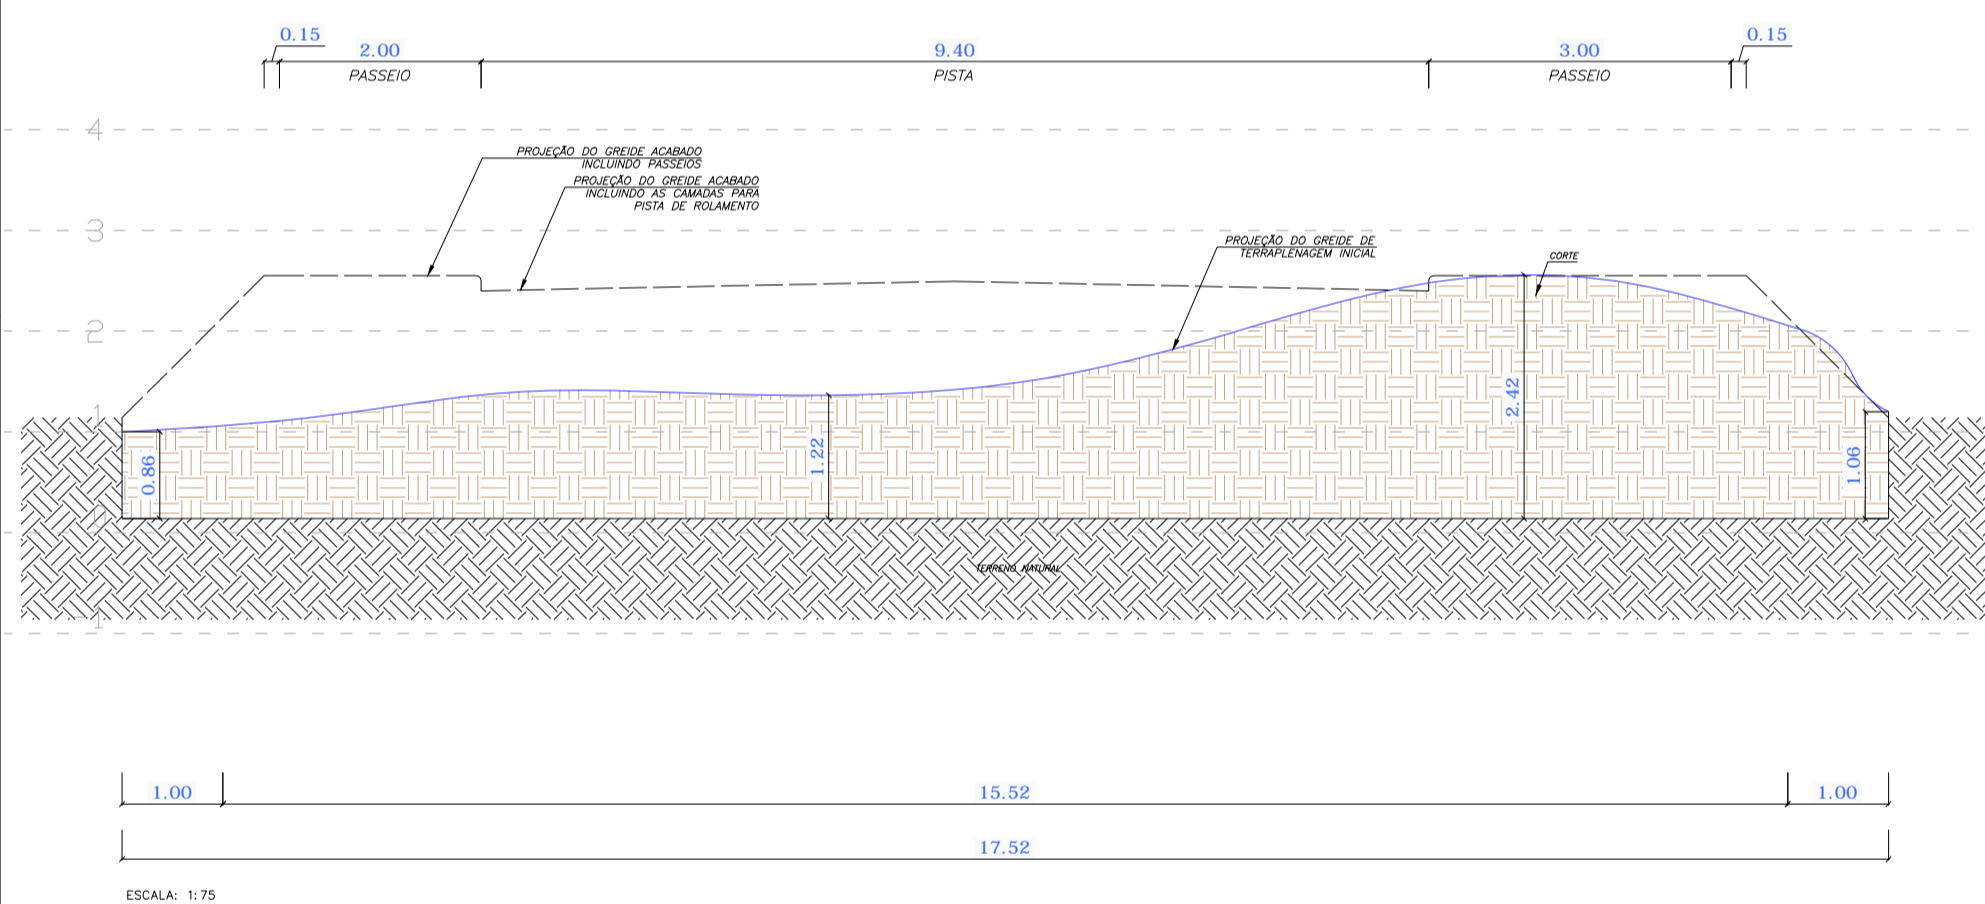 0.15
2.00
9.40
3.00
0.15
PASSEIO
PISTA
PASSEIO
4
PROJEÇÃO DO GREIDE ACABADO
INCLUINDO PASSEIOS
PROJEÇÃO DO GREIDE ACABADO
INCLUINDO AS CAMADAS PARA
PISTA DE ROLAMENTO
3
PROJEÇÃO DO GREIDE DE
TERRAPLENAGEM INICIAL
CORTE
2
2.42
1
1.22
0.86
1.06
0
TERRENO NATURAL
-1
1.00
15.52
1.00
17.52
ESCALA: 1:75